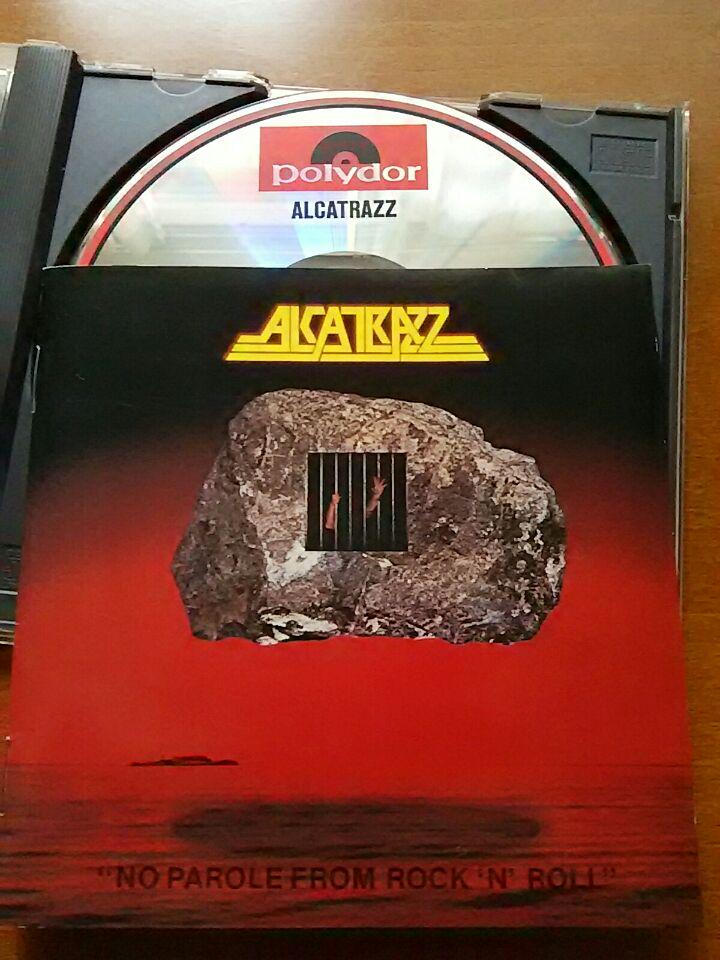 polydor
ALCATRAZZ
ALCATRAZZ
"NO PAROLE FROM ROCK 'N' ROLL"